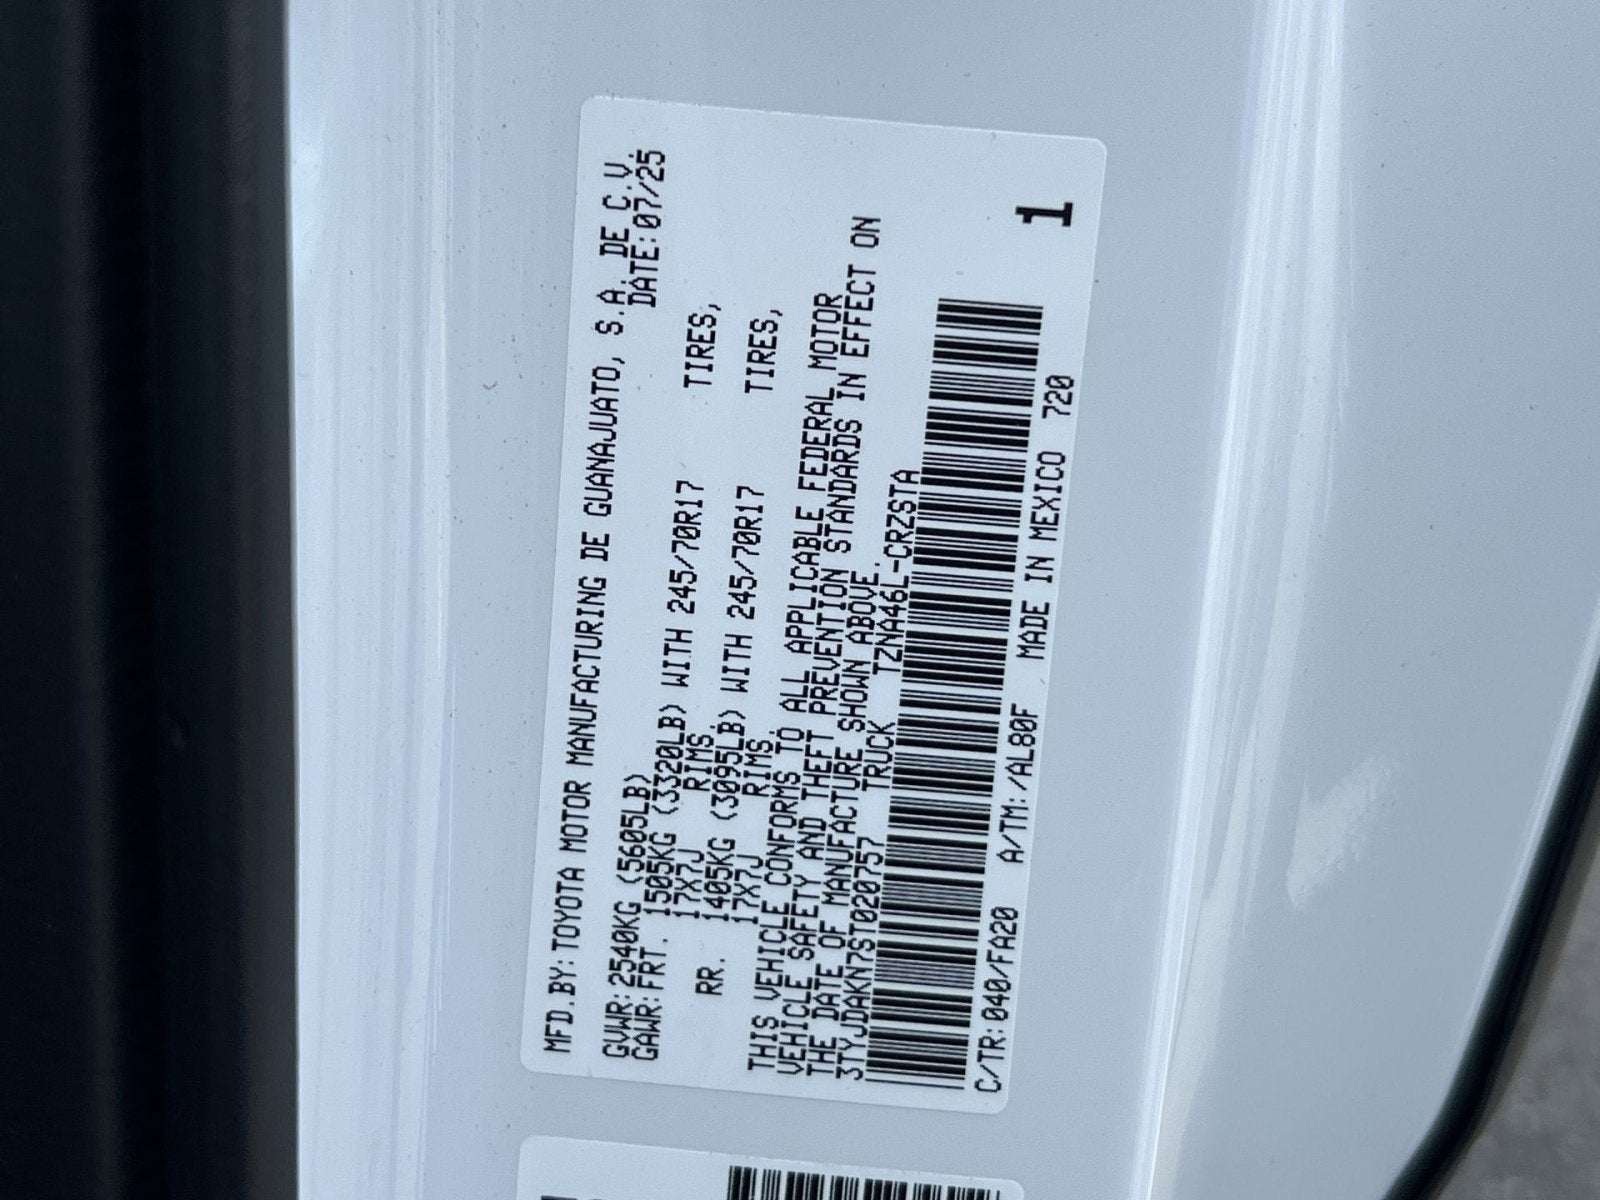 MFD.BY:TOYOTA MOTOR MANUFACTURING DE GUANAJUATO, S.A. DE C.V.
DATE:07/25
GVWR:2540KG (5605LB)
GAWR:FRT. 1505KG (3320LB) WITH 245/70R17 TIRES,
17X7J RIMS,
RR. 1405KG (3095LB) WITH 245/70R17 TIRES,
17X7J RIMS.
THIS VEHICLE CONFORMS TO ALL APPLICABLE FEDERAL MOTOR
VEHICLE SAFETY AND THEFT PREVENTION STANDARDS IN EFFECT ON
THE DATE OF MANUFACTURE SHOWN ABOVE.
3TYJDAKN7ST020757 TRUCK TZNA46L-CRZSTA
1
C/TR:040/FA20 A/TM:/AL80F MADE IN MEXICO 720